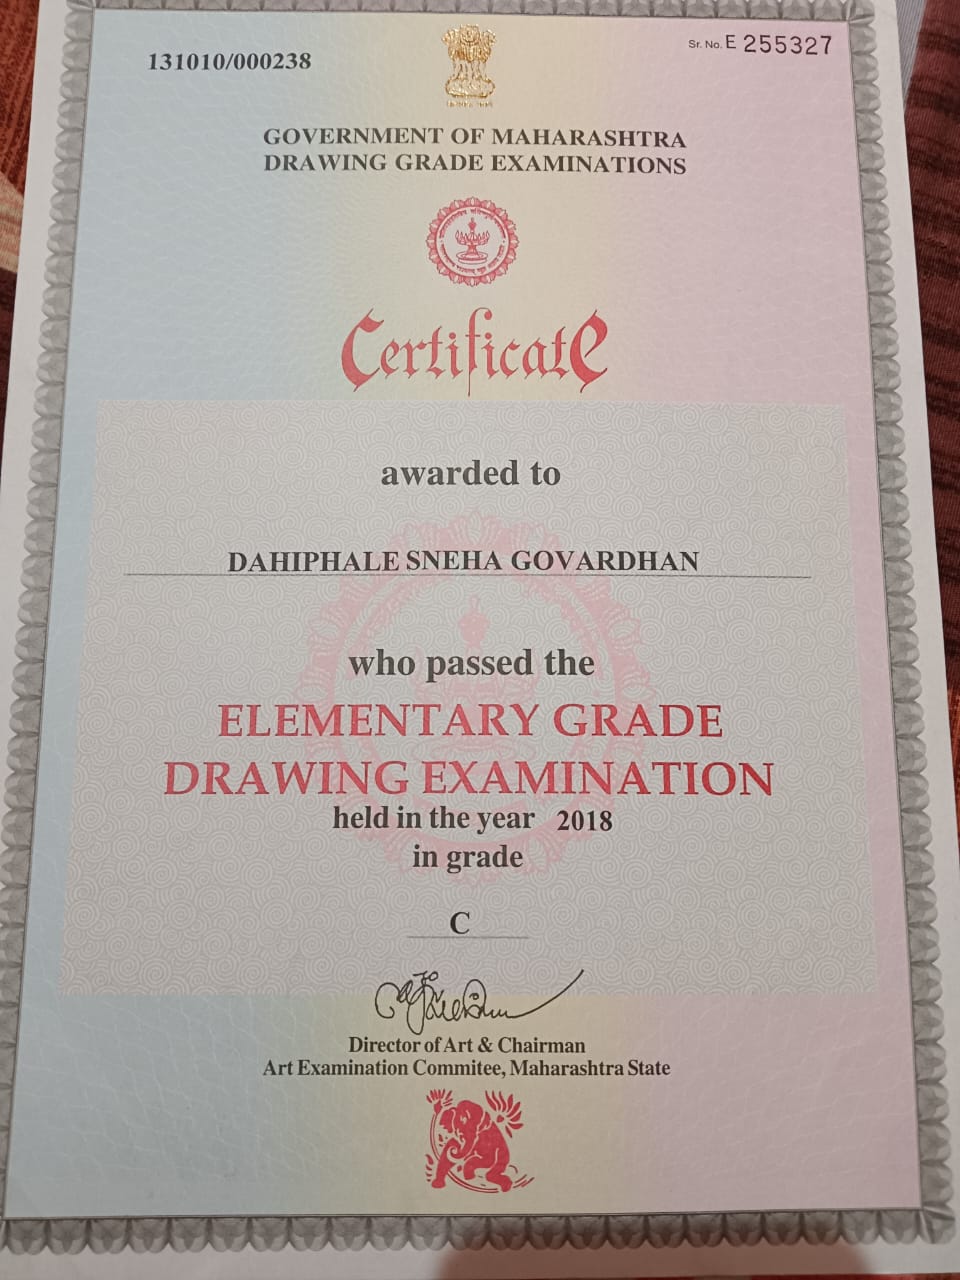 131010/000238
Sr. No. E 255327
GOVERNMENT OF MAHARASHTRA
DRAWING GRADE EXAMINATIONS
Certificate
awarded to
DAHIPHALE SNEHA GOVARDHAN
who passed the
ELEMENTARY GRADE
DRAWING EXAMINATION
held in the year 2018
in grade
C
Director of Art & Chairman
Art Examination Commitee, Maharashtra State